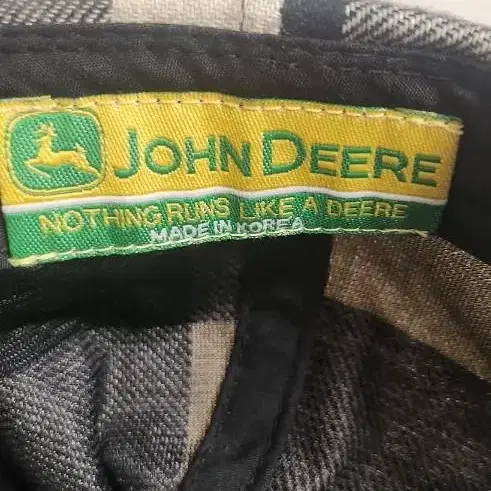 JOHN DEERE
NOTHING RUNS LIKE A DEERE
MADE IN KOREA